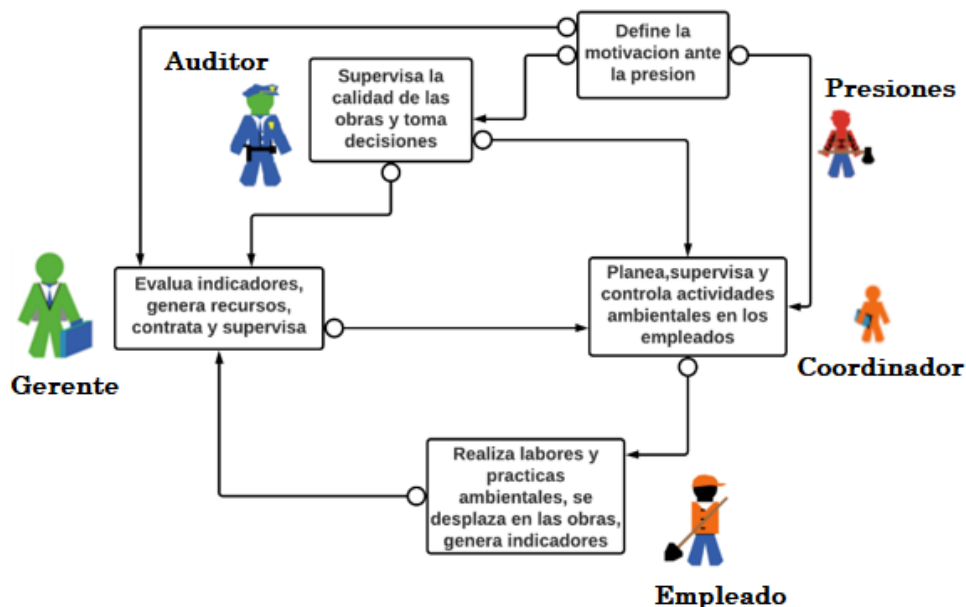 Define la
motivacion ante
la presion
Auditor
Supervisa la
calidad de las
obras y toma
decisiones
Presiones
Evalua indicadores,
genera recursos,
contrata y supervisa
Planea,supervisa y
controla actividades
ambientales en los
empleados
Gerente
Coordinador
Realiza labores y
practicas
ambientales, se
desplaza en las obras,
genera indicadores
Empleado